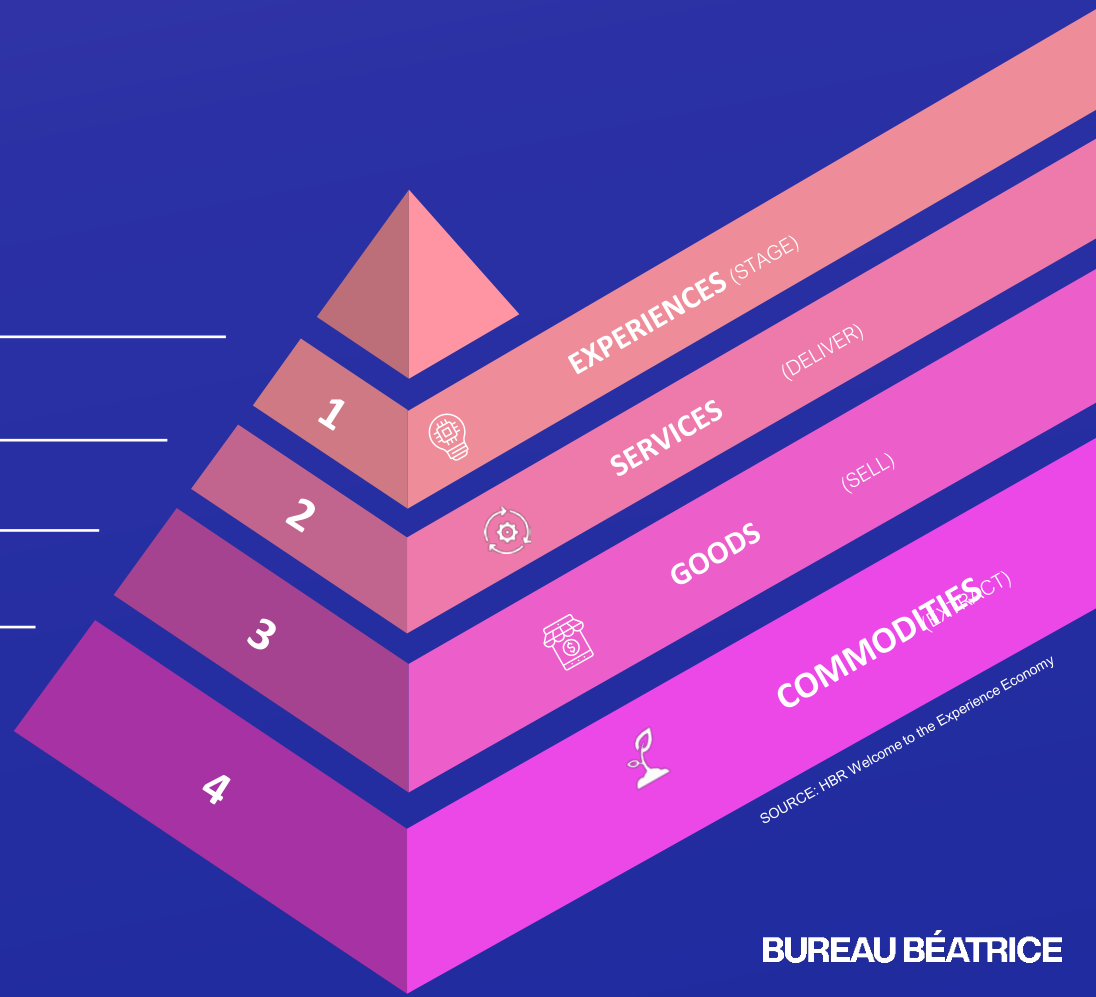 1
EXPERIENCES (STAGE)
2
SERVICES (DELIVER)
3
GOODS (SELL)
4
COMMODITIES (EXTRACT)
SOURCE: HBR Welcome to the Experience Economy
BUREAU BÉATRICE